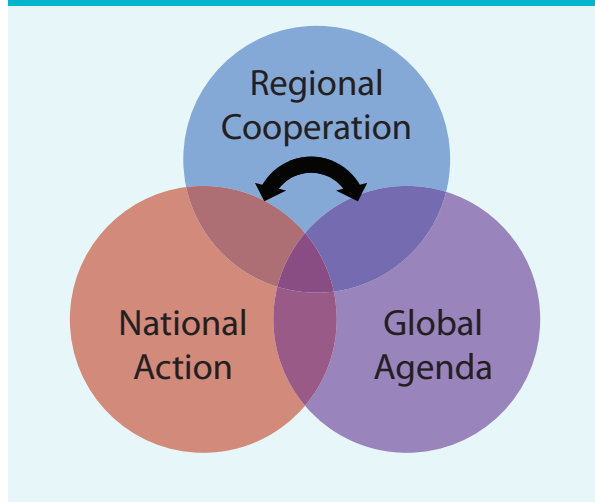 Regional
Cooperation
National
Action
Global
Agenda